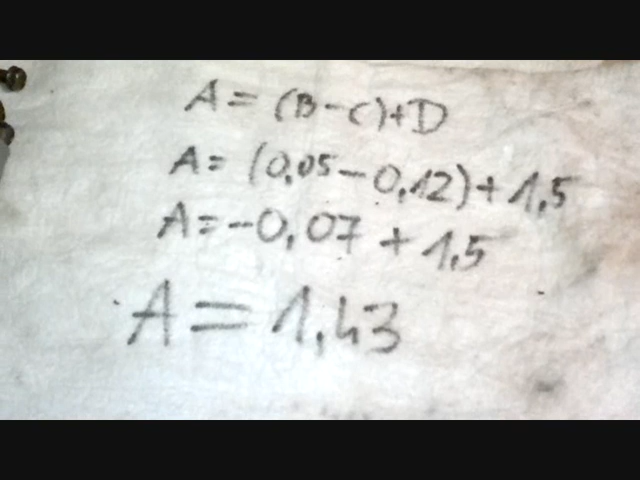 A = (B-C)+D
A = (0,05-0,12)+1,5
A = -0,07 + 1,5
A = 1,43